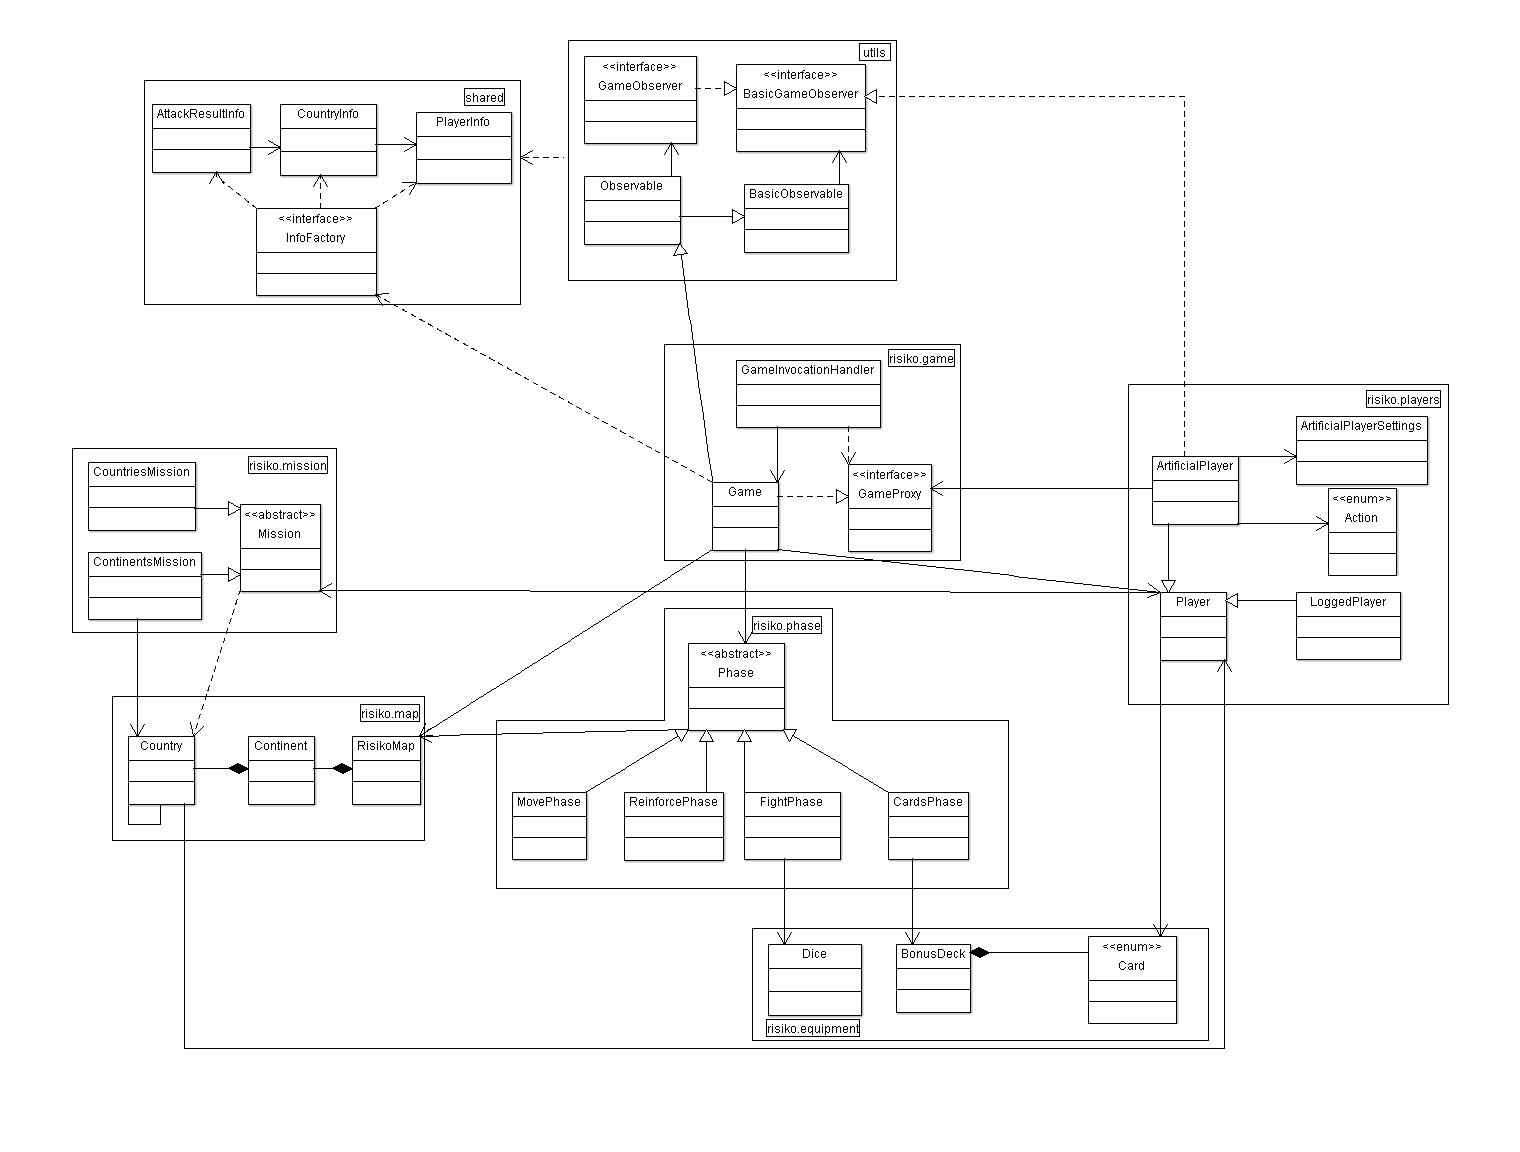 utils
<<interface>>
GameObserver
<<interface>>
BasicGameObserver
Observable
BasicObservable
shared
AttackResultInfo
CountryInfo
PlayerInfo
<<interface>>
InfoFactory
risiko.game
GameInvocationHandler
Game
<<interface>>
GameProxy
risiko.players
ArtificialPlayerSettings
ArtificialPlayer
<<enum>>
Action
Player
LoggedPlayer
risiko.mission
CountriesMission
<<abstract>>
Mission
ContinentsMission
risiko.phase
<<abstract>>
Phase
MovePhase
ReinforcePhase
FightPhase
CardsPhase
risiko.map
Country
Continent
RisikoMap
Dice
BonusDeck
<<enum>>
Card
risiko.equipment